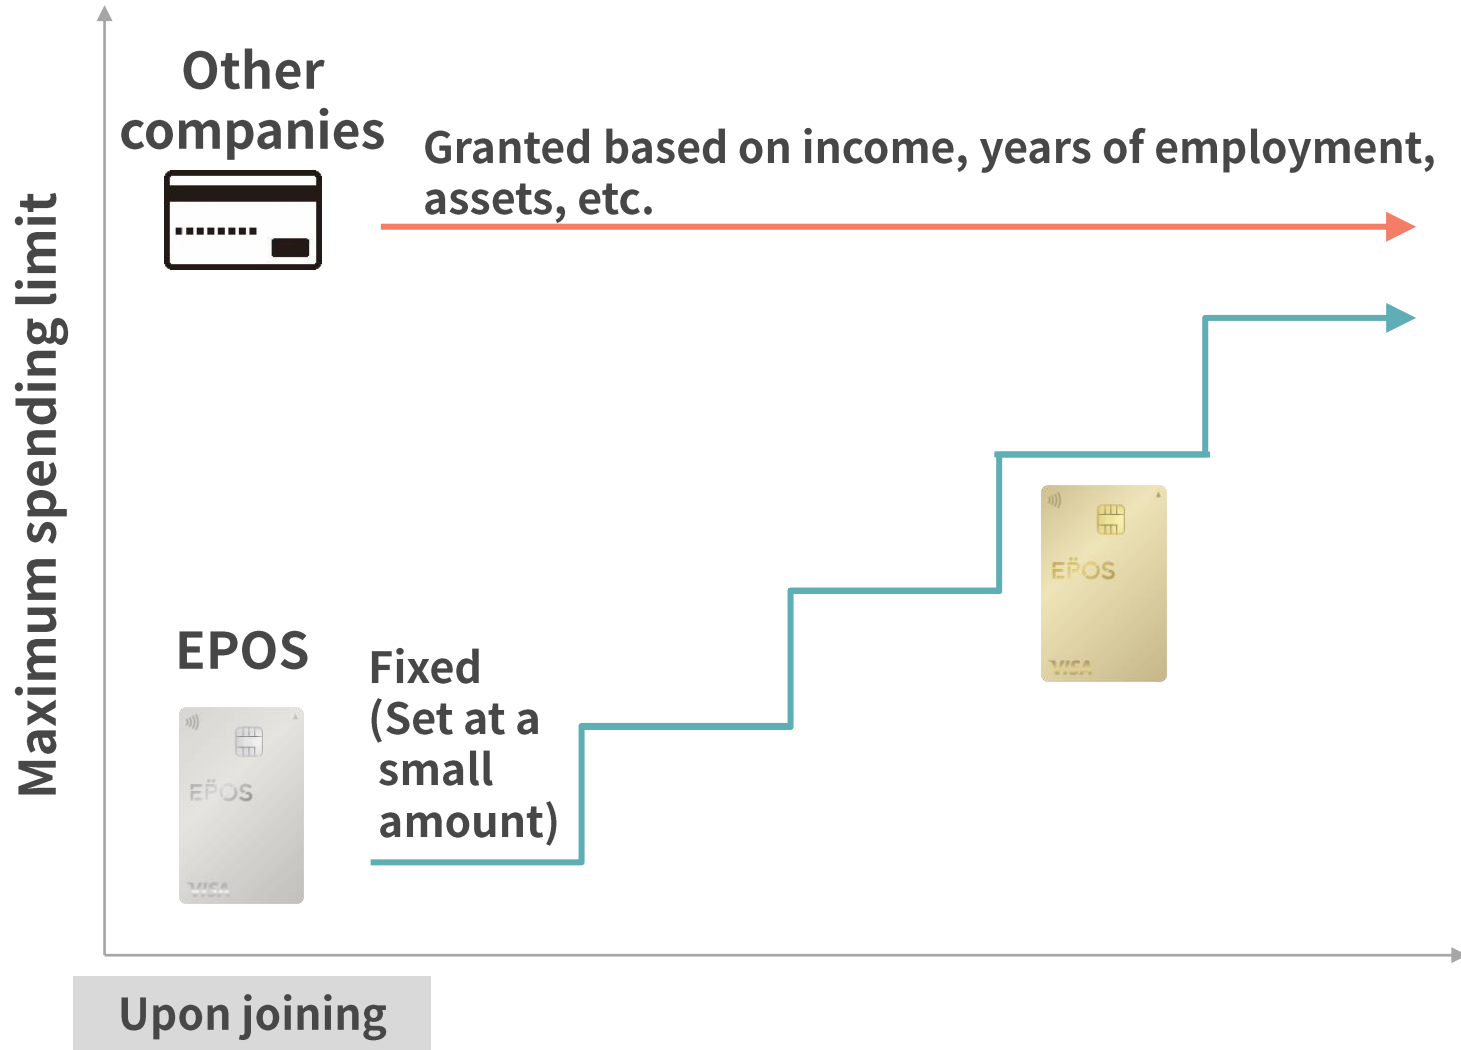 Maximum spending limit
Other
companies
Granted based on income, years of employment,
assets, etc.
EPOS
EPOS
VISA
Fixed
(Set at a
small
amount)
EPOS
VISA
Upon joining